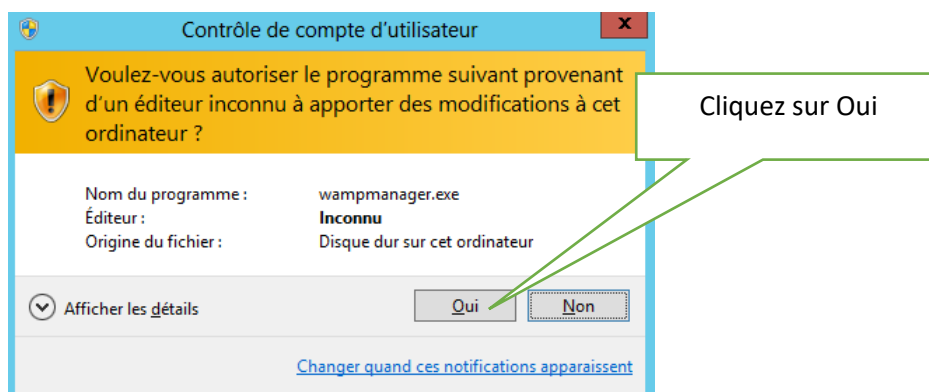 Contrôle de compte d'utilisateur
x
Voulez-vous autoriser le programme suivant provenant
d'un éditeur inconnu à apporter des modifications à cet
ordinateur ?
Cliquez sur Oui
Nom du programme : wampmanager.exe
Éditeur : Inconnu
Origine du fichier : Disque dur sur cet ordinateur
Afficher les détails Oui Non
Changer quand ces notifications apparaissent